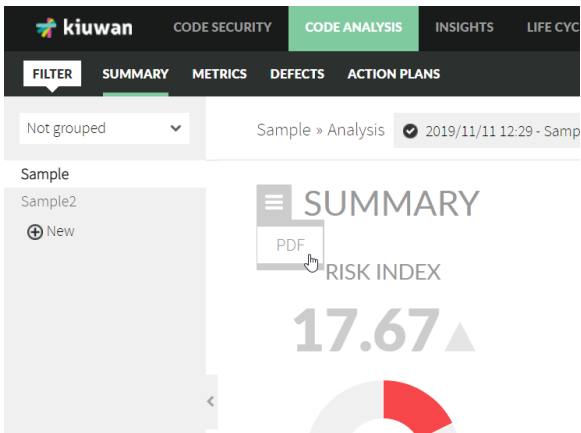 kiuwan CODE SECURITY CODE ANALYSIS INSIGHTS LIFE CYC
FILTER SUMMARY METRICS DEFECTS ACTION PLANS
Not grouped Sample » Analysis 2019/11/11 12:29 - Samp
Sample
Sample2
New
SUMMARY
PDF
RISK INDEX
17.67